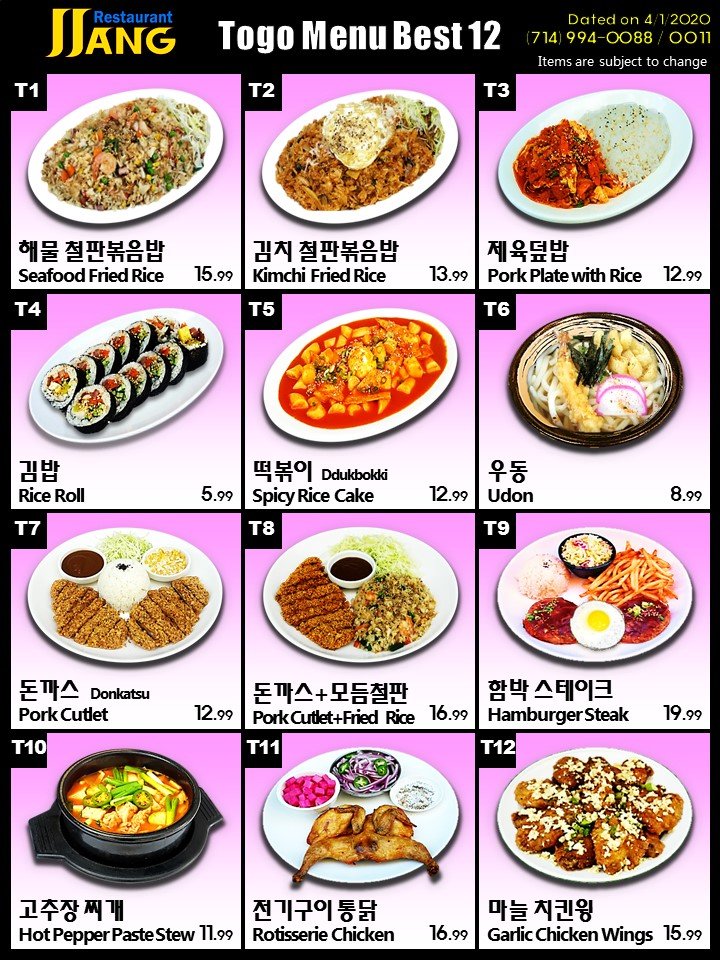 Restaurant
JJANG
Togo Menu Best 12
Dated on 4/1/2020
(714) 994-0088 / 0011
Items are subject to change
T1
해물 철판볶음밥
Seafood Fried Rice 15.99
T2
김치 철판볶음밥
Kimchi Fried Rice 13.99
T3
제육덮밥
Pork Plate with Rice 12.99
T4
김밥
Rice Roll 5.99
T5
떡볶이 Ddukbokki
Spicy Rice Cake 12.99
T6
우동
Udon 8.99
T7
돈까스 Donkatsu
Pork Cutlet 12.99
T8
돈까스+모듬철판
Pork Cutlet+Fried Rice 16.99
T9
함박 스테이크
Hamburger Steak 19.99
T10
고추장 찌개
Hot Pepper Paste Stew 11.99
T11
전기구이 통닭
Rotisserie Chicken 16.99
T12
마늘 치킨윙
Garlic Chicken Wings 15.99